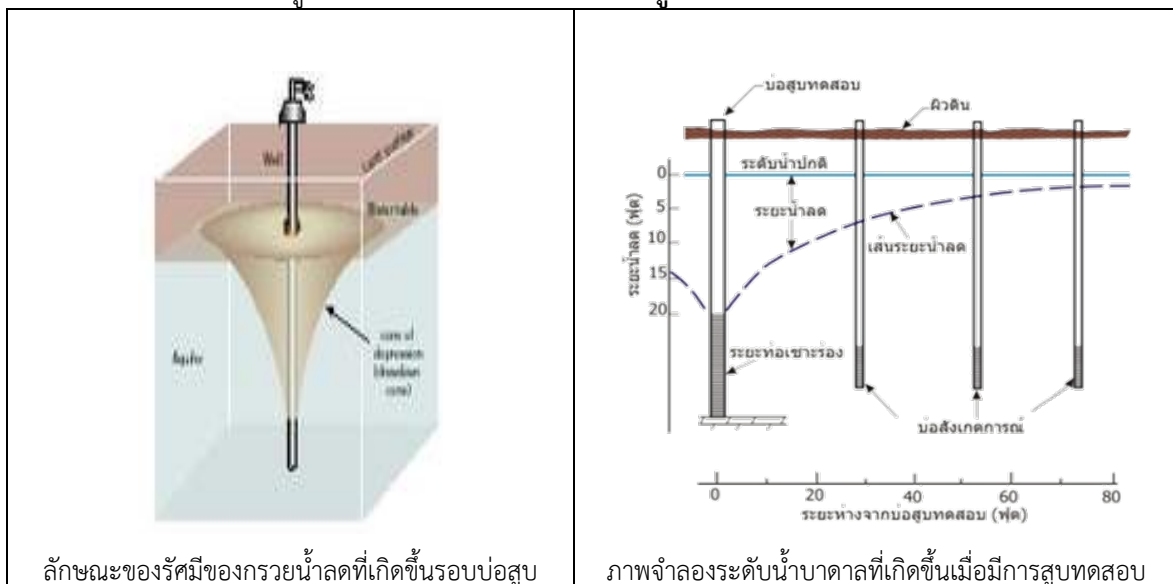 Well
Land surface
Water table
Aquifer
cone of
depression
(drawdown
cone)
ลักษณะของรัศมีของกรวยน้ำลดที่เกิดขึ้นรอบบ่อสูบ
บ่อสูบทดสอบ
ผิวดิน
ระดับน้ำปกติ
ระยะน้ำลด
เส้นระยะน้ำลด
ระยะน้ำลด (ฟุต)
0
5
10
15
20
ระยะท่อเซาะร่อง
บ่อสังเกตการณ์
0 20 40 60 80
ระยะห่างจากบ่อสูบทดสอบ (ฟุต)
ภาพจำลองระดับน้ำบาดาลที่เกิดขึ้นเมื่อมีการสูบทดสอบ